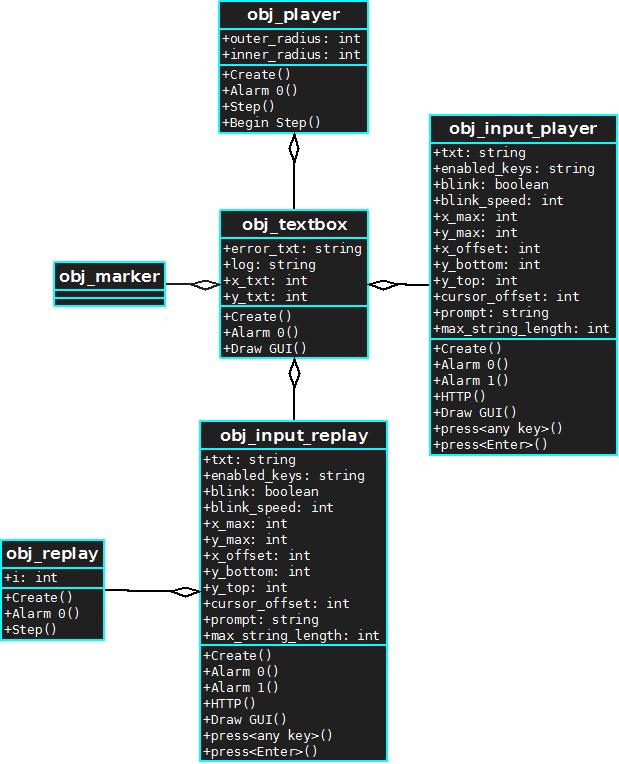 obj_player
+outer_radius: int
+inner_radius: int
+Create()
+Alarm 0()
+Step()
+Begin Step()
obj_input_player
+txt: string
+enabled_keys: string
+blink: boolean
+blink_speed: int
+x_max: int
+y_max: int
+x_offset: int
+y_bottom: int
+y_top: int
+cursor_offset: int
+prompt: string
+max_string_length: int
+Create()
+Alarm 0()
+Alarm 1()
+HTTP()
+Draw GUI()
+press<any key>()
+press<Enter>()
obj_textbox
+error_txt: string
+log: string
+x_txt: int
+y_txt: int
+Create()
+Alarm 0()
+Draw GUI()
obj_marker
obj_input_replay
+txt: string
+enabled_keys: string
+blink: boolean
+blink_speed: int
+x_max: int
+y_max: int
+x_offset: int
+y_bottom: int
+y_top: int
+cursor_offset: int
+prompt: string
+max_string_length: int
+Create()
+Alarm 0()
+Alarm 1()
+HTTP()
+Draw GUI()
+press<any key>()
+press<Enter>()
obj_replay
+i: int
+Create()
+Alarm 0()
+Step()